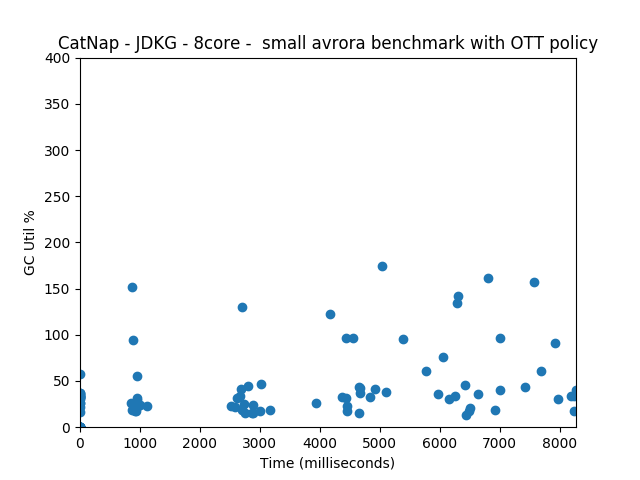 CatNap - JDKG - 8core -  small avrora benchmark with OTT policy
400
350
300
250
200
150
100
50
0
GC Util %
0 1000 2000 3000 4000 5000 6000 7000 8000
Time (milliseconds)